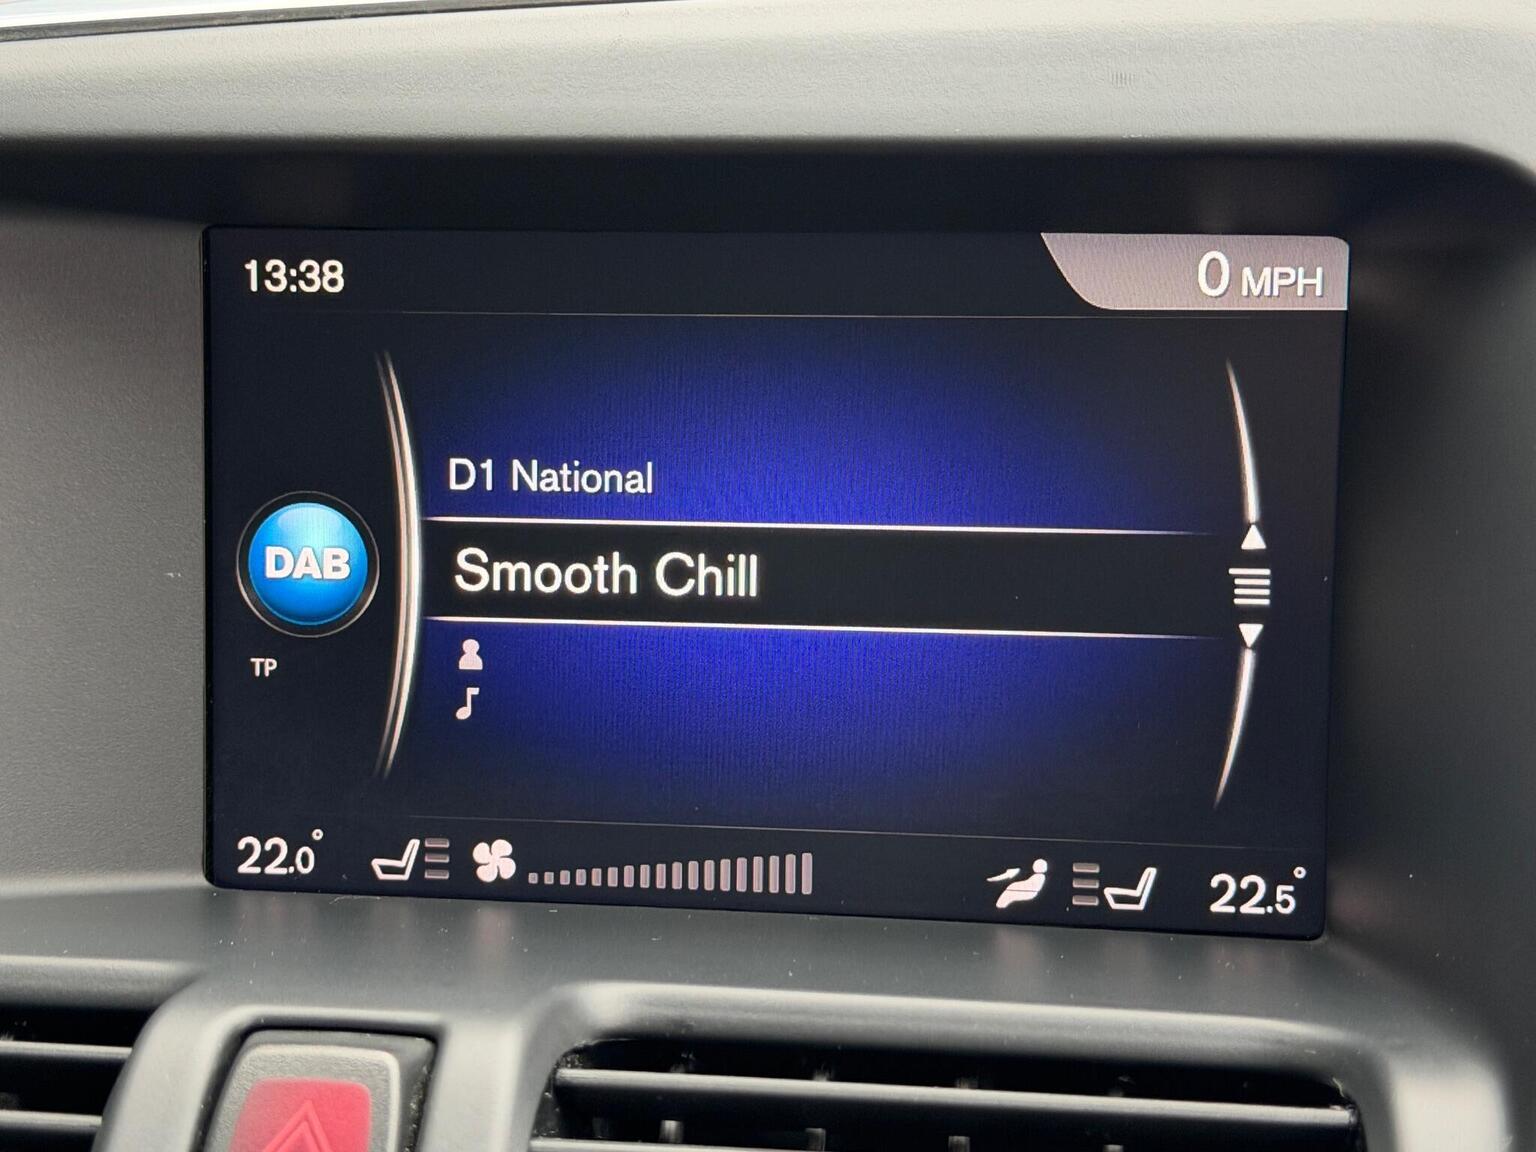 13:38
0 MPH
D1 National
DAB
Smooth Chill
TP
22.0°
22.5°